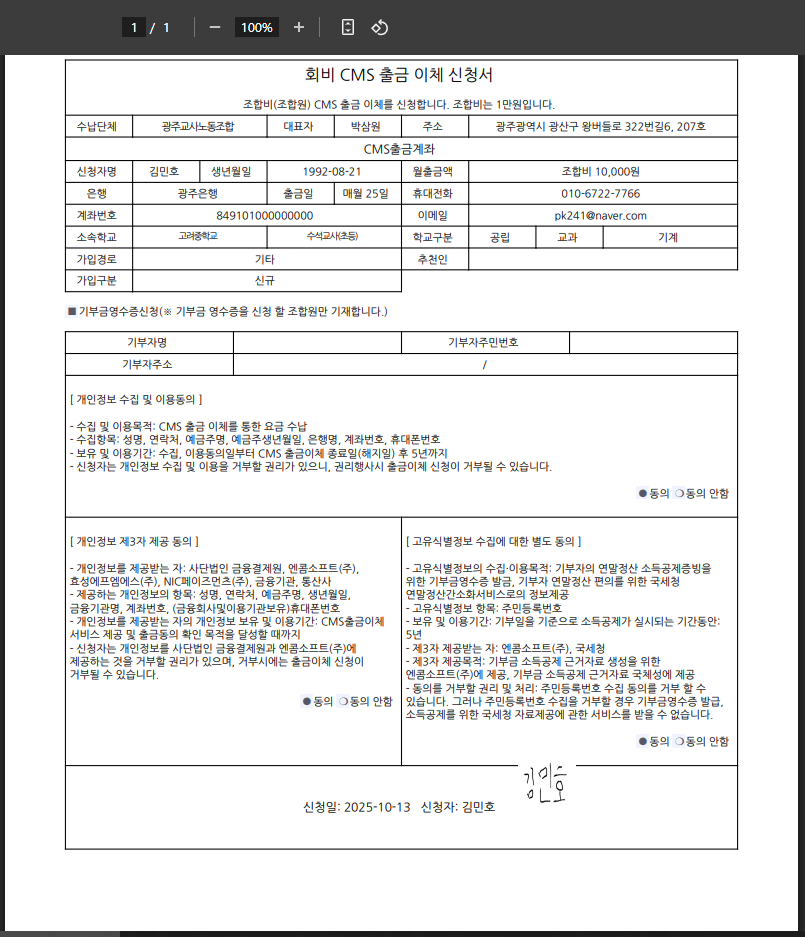 1 / 1 — 100% +
회비 CMS 출금 이체 신청서
조합비(조합원) CMS 출금 이체를 신청합니다. 조합비는 1만원입니다.
수납단체 광주교사노동조합 대표자 박삼원 주소 광주광역시 광산구 왕버들로 322번길6, 207호
CMS출금계좌
신청자명 김민호 생년월일 1992-08-21 월출금액 조합비 10,000원
은행 광주은행 출금일 매월 25일 휴대전화 010-6722-7766
계좌번호 849101000000000 이메일 pk241@naver.com
소속학교 고려중학교 수석교사(초등) 학교구분 공립 교과 기계
가입경로 기타 추천인
가입구분 신규
■ 기부금영수증신청(※ 기부금 영수증을 신청 할 조합원만 기재합니다.)
기부자명 기부자주민번호
기부자주소 /
[ 개인정보 수집 및 이용동의 ]
- 수집 및 이용목적: CMS 출금 이체를 통한 요금 수납
- 수집항목: 성명, 연락처, 예금주명, 예금주생년월일, 은행명, 계좌번호, 휴대폰번호
- 보유 및 이용기간: 수집, 이용동의일부터 CMS 출금이체 종료일(해지일) 후 5년까지
- 신청자는 개인정보 수집 및 이용을 거부할 권리가 있으니, 권리행사시 출금이체 신청이 거부될 수 있습니다.
● 동의 ❍ 동의 안함
[ 개인정보 제3자 제공 동의 ]
- 개인정보를 제공받는 자: 사단법인 금융결제원, 엔콤소프트(주),
효성에프엠에스(주), NICE페이즈먼츠(주), 금융기관, 통산사
- 제공하는 개인정보의 항목: 성명, 연락처, 예금주명, 생년월일,
금융기관명, 계좌번호, (금융회사및이용기관보유)휴대폰번호
- 개인정보를 제공받는 자의 개인정보 보유 및 이용기간: CMS출금이체
서비스 제공 및 출금동의 확인 목적을 달성할 때까지
- 신청자는 개인정보를 사단법인 금융결제원과 엔콤소프트(주)에
제공하는 것을 거부할 권리가 있으며, 거부시에는 출금이체 신청이
거부될 수 있습니다.
● 동의 ❍ 동의 안함
[ 고유식별정보 수집에 대한 별도 동의 ]
- 고유식별정보의 수집·이용목적: 기부자의 연말정산 소득공제증빙을
위한 기부금영수증 발급, 기부자 연말정산 편의를 위한 국세청
연말정산간소화서비스로의 정보제공
- 고유식별정보 항목: 주민등록번호
- 보유 및 이용기간: 기부일을 기준으로 소득공제가 실시되는 기간동안:
5년
- 제3자 제공받는 자: 엔콤소프트(주), 국세청
- 제3자 제공목적: 기부금 소득공제 근거자료 생성을 위한
엔콤소프트(주)에 제공, 기부금 소득공제 근거자료 국체성에 제공
- 동의를 거부할 권리 및 처리: 주민등록번호 수집 동의를 거부 할 수
있습니다. 그러나 주민등록번호 수집을 거부할 경우 기부금영수증 발급,
소득공제를 위한 국세청 자료제공에 관한 서비스를 받을 수 없습니다.
● 동의 ❍ 동의 안함
김민호
신청일: 2025-10-13 신청자: 김민호